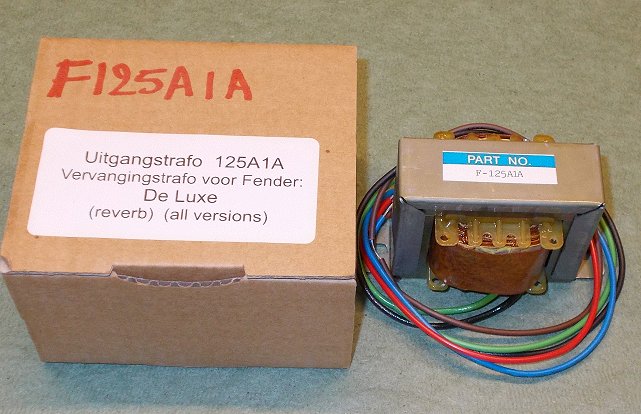 F125A1A
Uitgangstrafo 125A1A
Vervangingstrafo voor Fender:
De Luxe
(reverb) (all versions)
PART NO.
F-125A1A